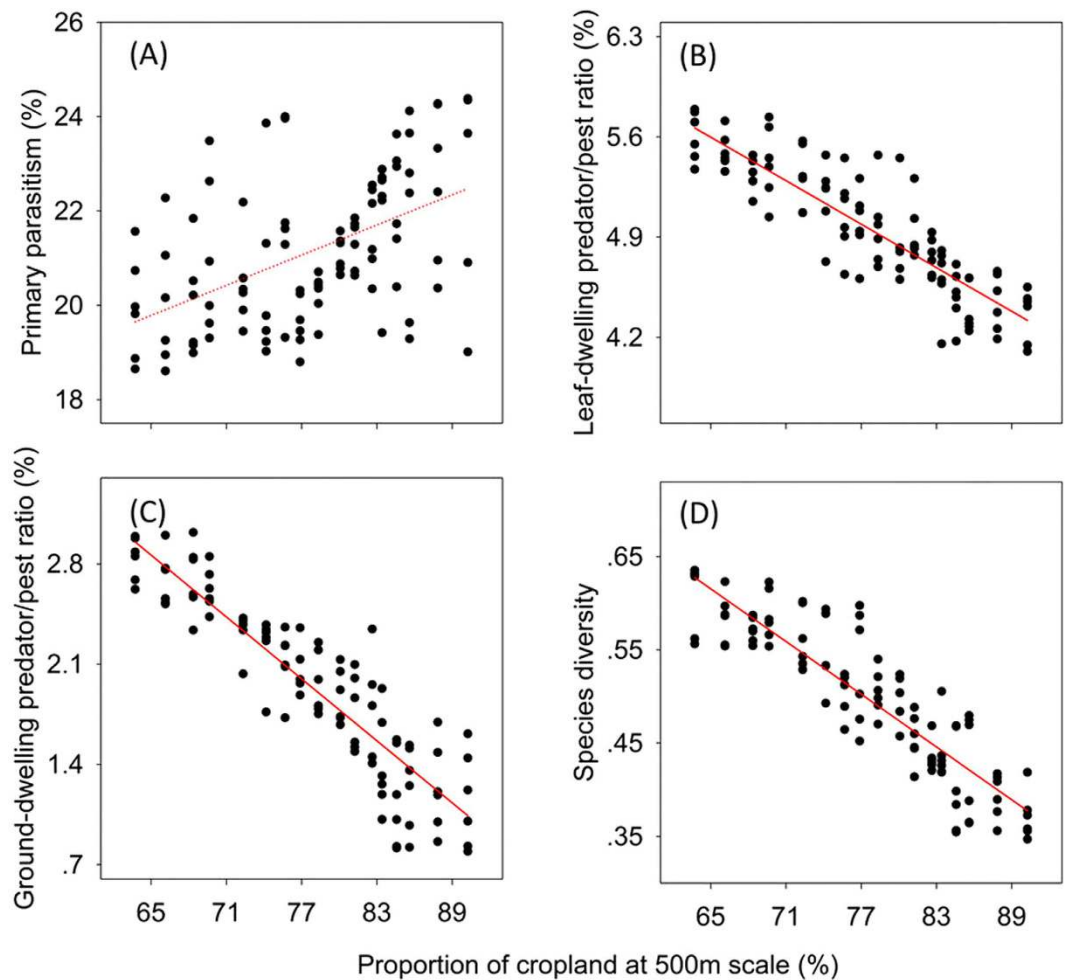 (A)
Primary parasitism (%)
26
24
22
20
18
(B)
Leaf-dwelling predator/pest ratio (%)
6.3
5.6
4.9
4.2
(C)
Ground-dwelling predator/pest ratio (%)
2.8
2.1
1.4
.7
65 71 77 83 89
(D)
Species diversity
.65
.55
.45
.35
65 71 77 83 89
Proportion of cropland at 500m scale (%)